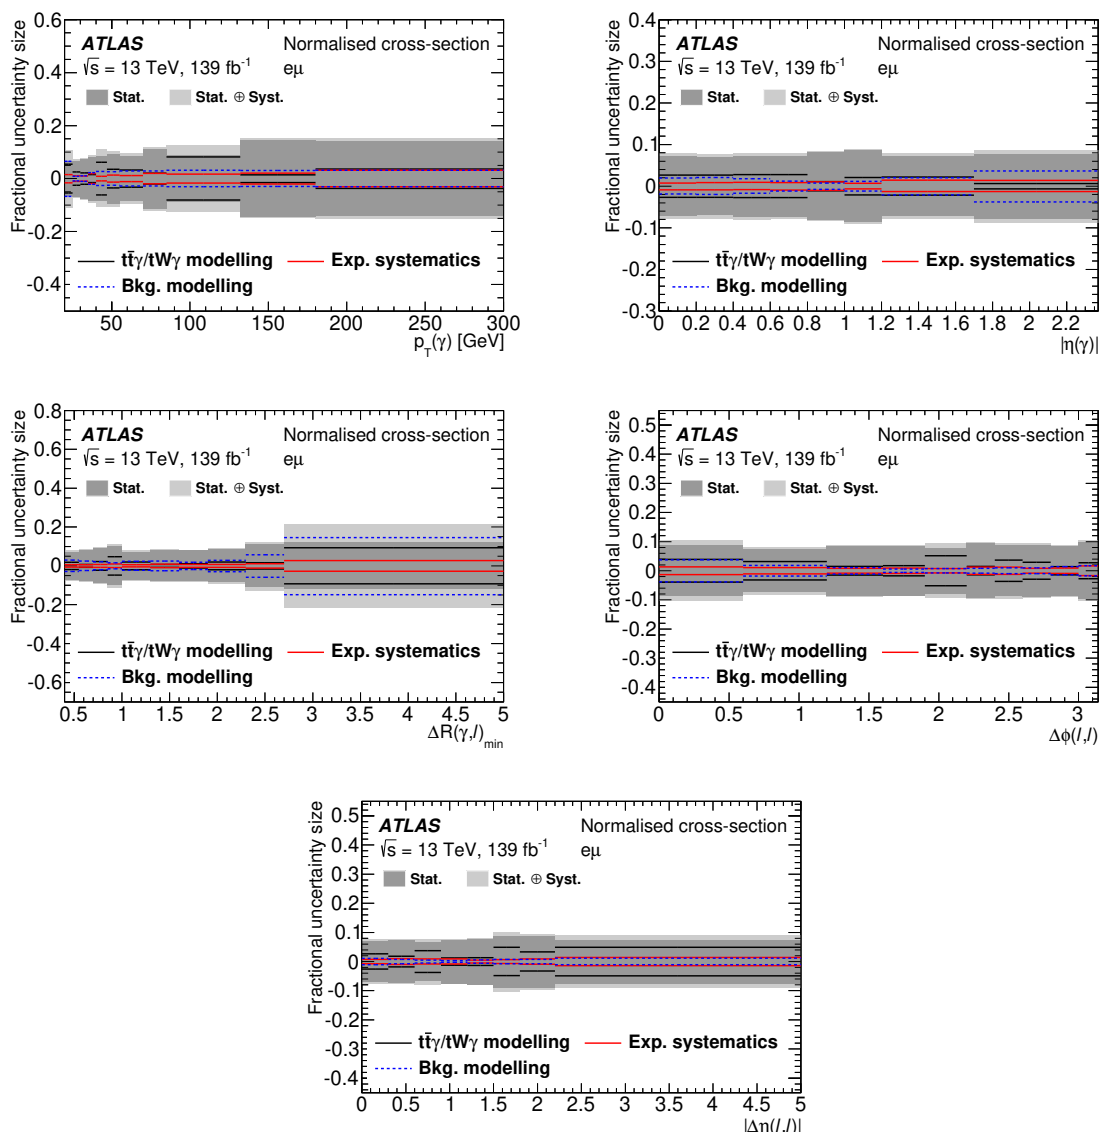 Fractional uncertainty size
0.6
0.4
0.2
0
-0.2
-0.4
ATLAS Normalised cross-section
√s = 13 TeV, 139 fb⁻¹ eμ
Stat. Stat. ⊕ Syst.
tt̄γ/tWγ modelling Exp. systematics
Bkg. modelling
50 100 150 200 250 300
p_T(γ) [GeV]
Fractional uncertainty size
0.4
0.3
0.2
0.1
0
-0.1
-0.2
-0.3
ATLAS Normalised cross-section
√s = 13 TeV, 139 fb⁻¹ eμ
Stat. Stat. ⊕ Syst.
tt̄γ/tWγ modelling Exp. systematics
Bkg. modelling
0 0.2 0.4 0.6 0.8 1 1.2 1.4 1.6 1.8 2 2.2
|η(γ)|
Fractional uncertainty size
0.8
0.6
0.4
0.2
0
-0.2
-0.4
-0.6
ATLAS Normalised cross-section
√s = 13 TeV, 139 fb⁻¹ eμ
Stat. Stat. ⊕ Syst.
tt̄γ/tWγ modelling Exp. systematics
Bkg. modelling
0.5 1 1.5 2 2.5 3 3.5 4 4.5 5
ΔR(γ,l)_min
Fractional uncertainty size
0.5
0.4
0.3
0.2
0.1
0
-0.1
-0.2
-0.3
-0.4
ATLAS Normalised cross-section
√s = 13 TeV, 139 fb⁻¹ eμ
Stat. Stat. ⊕ Syst.
tt̄γ/tWγ modelling Exp. systematics
Bkg. modelling
0 0.5 1 1.5 2 2.5 3
Δϕ(l,l)
Fractional uncertainty size
0.5
0.4
0.3
0.2
0.1
0
-0.1
-0.2
-0.3
-0.4
ATLAS Normalised cross-section
√s = 13 TeV, 139 fb⁻¹ eμ
Stat. Stat. ⊕ Syst.
tt̄γ/tWγ modelling Exp. systematics
Bkg. modelling
0 0.5 1 1.5 2 2.5 3 3.5 4 4.5 5
|Δη(l,l)|